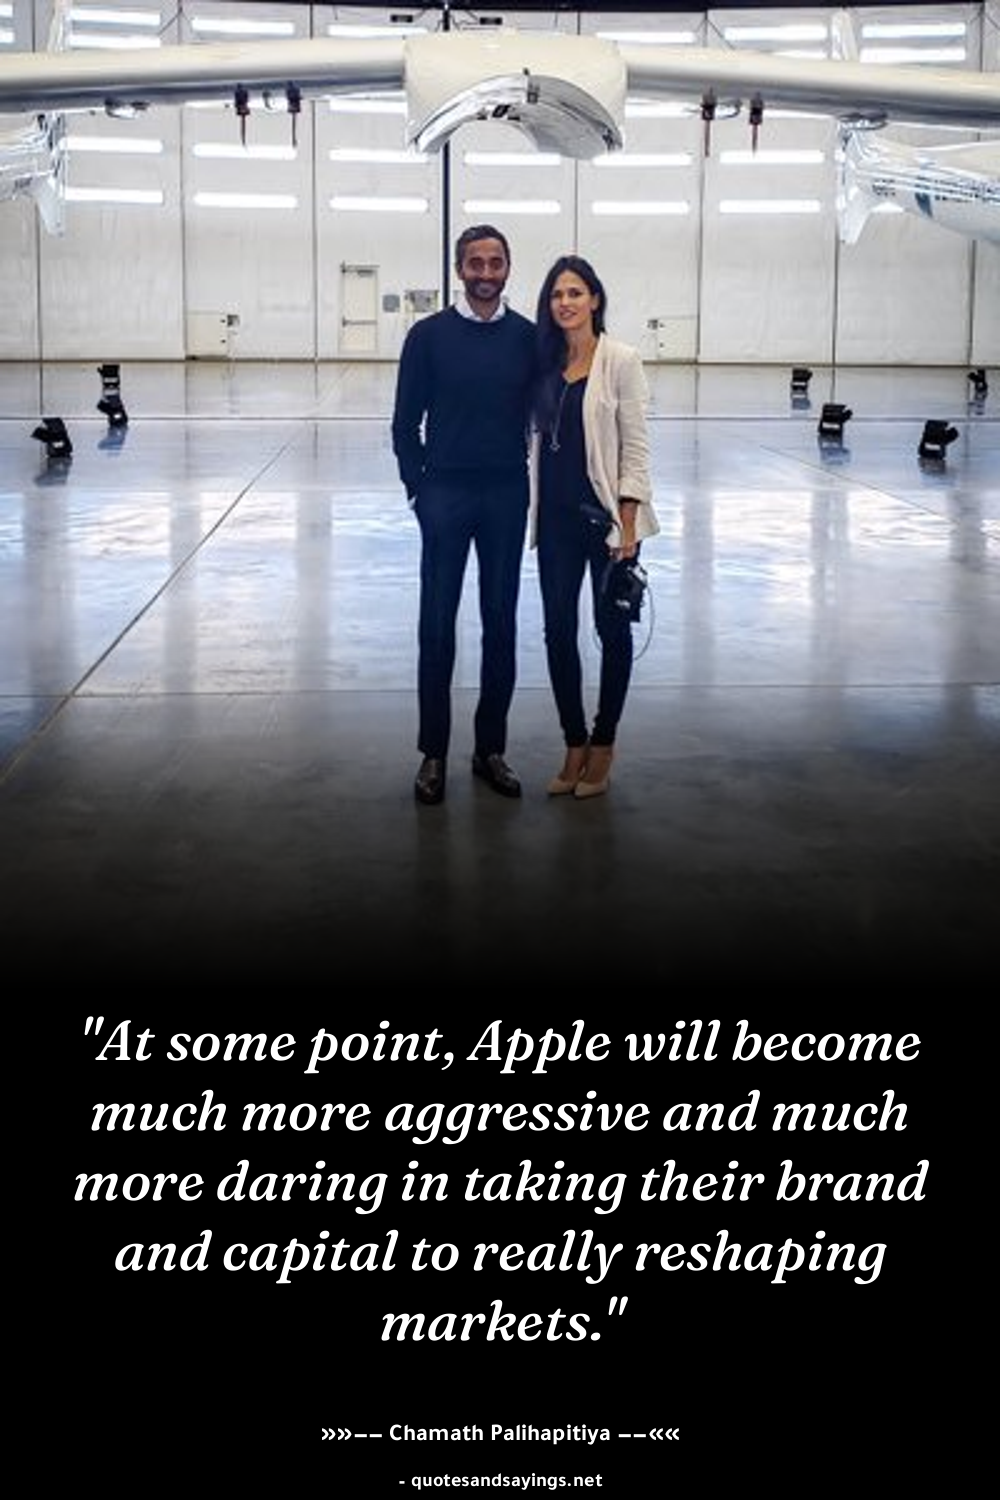 "At some point, Apple will become
much more aggressive and much
more daring in taking their brand
and capital to really reshaping
markets."
»»−− Chamath Palihapitiya −−««
- quotesandsayings.net